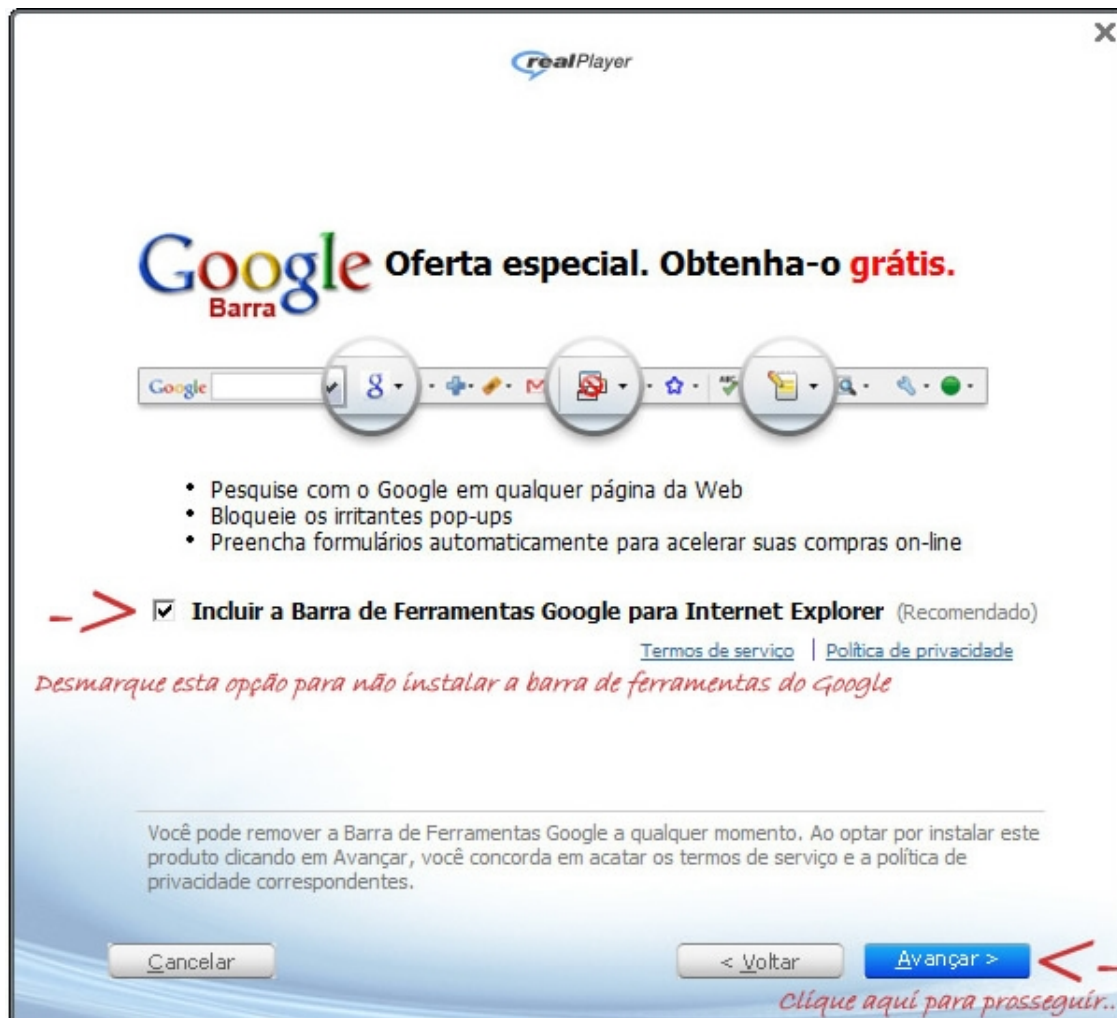 realPlayer
Google Oferta especial. Obtenha-o grátis.
Barra
Google
g
ABC
• Pesquise com o Google em qualquer página da Web
• Bloqueie os irritantes pop-ups
• Preencha formulários automaticamente para acelerar suas compras on-line
Incluir a Barra de Ferramentas Google para Internet Explorer (Recomendado)
Termos de serviço | Política de privacidade
Desmarque esta opção para não instalar a barra de ferramentas do Google
Você pode remover a Barra de Ferramentas Google a qualquer momento. Ao optar por instalar este
produto clicando em Avançar, você concorda em acatar os termos de serviço e a política de
privacidade correspondentes.
Cancelar
< Voltar
Avançar >
Clique aqui para prosseguir..